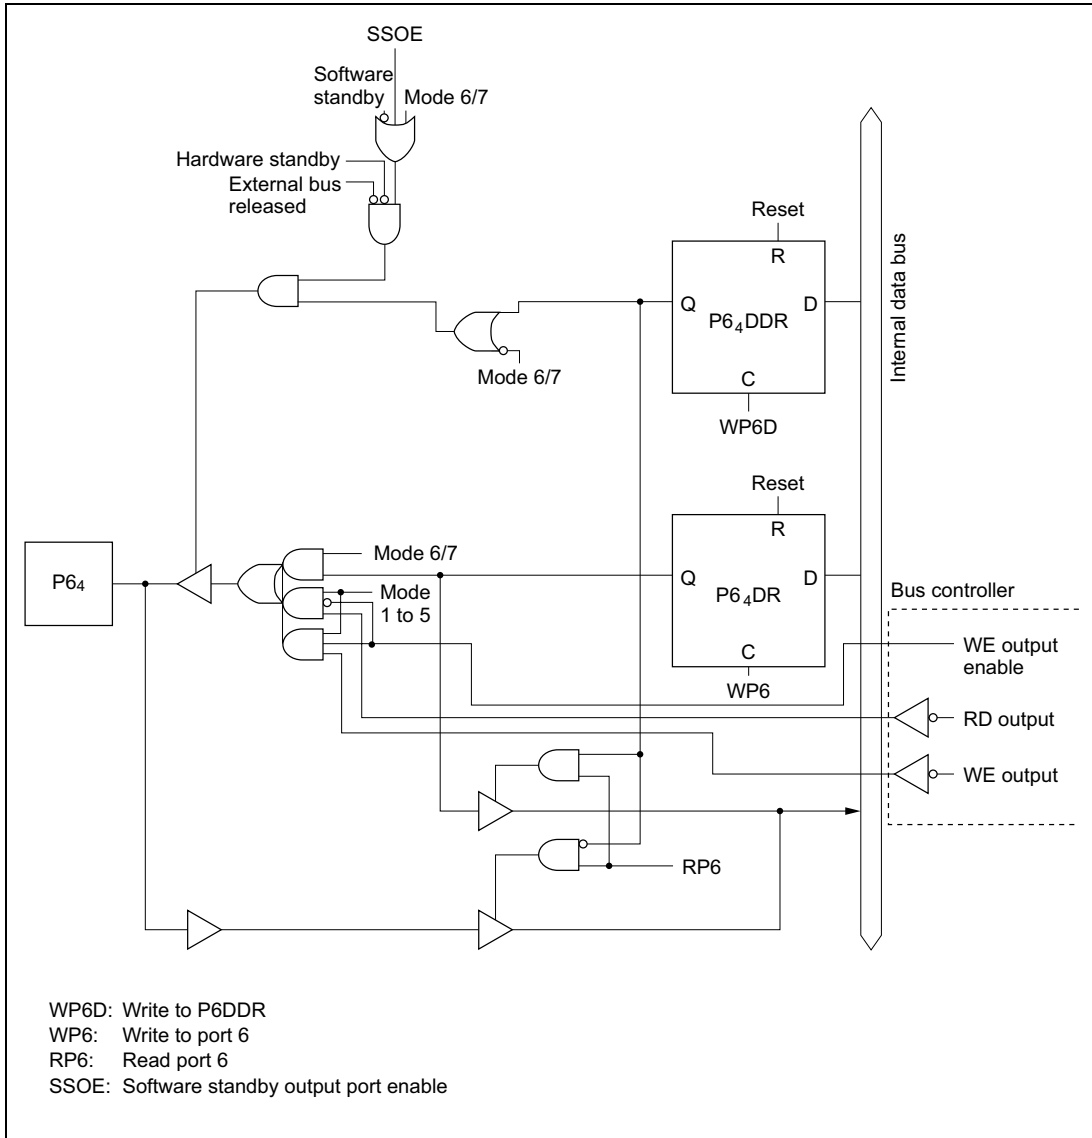 SSOE
Software
standby
Mode 6/7
Hardware standby
External bus
released
Reset
R
Q
D
P6₄DDR
C
WP6D
Mode 6/7
Internal data bus
Reset
R
Mode 6/7
P6₄
Q
D
P6₄DR
Mode
1 to 5
C
WP6
Bus controller
WE output
enable
RD output
WE output
RP6
WP6D: Write to P6DDR
WP6: Write to port 6
RP6: Read port 6
SSOE: Software standby output port enable